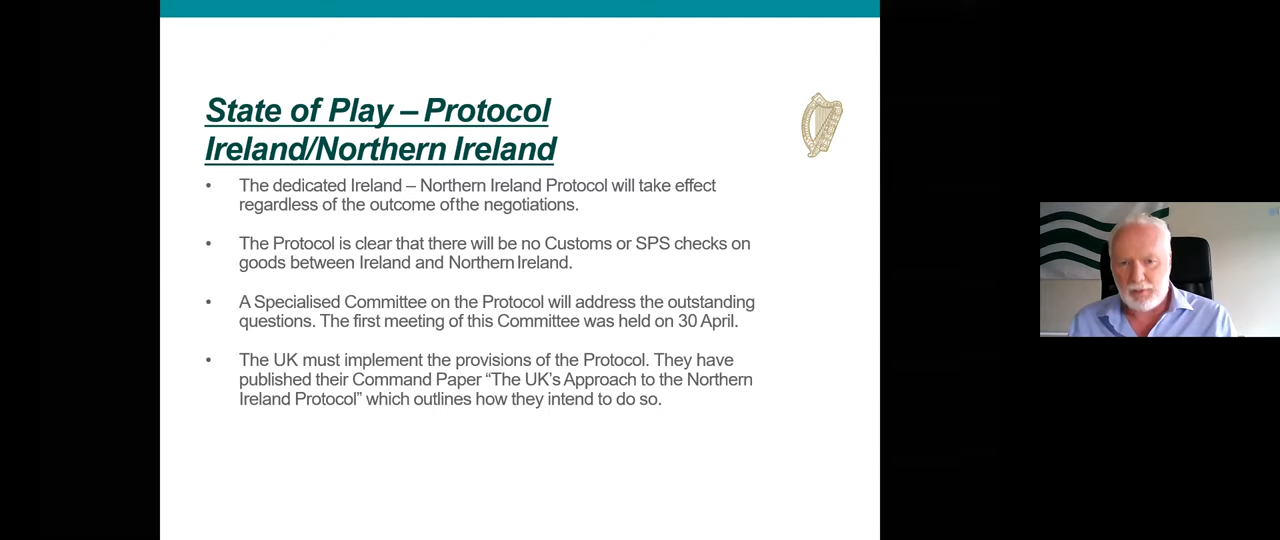 State of Play – Protocol
Ireland/Northern Ireland
• The dedicated Ireland – Northern Ireland Protocol will take effect
regardless of the outcome ofthe negotiations.
• The Protocol is clear that there will be no Customs or SPS checks on
goods between Ireland and Northern Ireland.
• A Specialised Committee on the Protocol will address the outstanding
questions. The first meeting of this Committee was held on 30 April.
• The UK must implement the provisions of the Protocol. They have
published their Command Paper “The UK’s Approach to the Northern
Ireland Protocol” which outlines how they intend to do so.